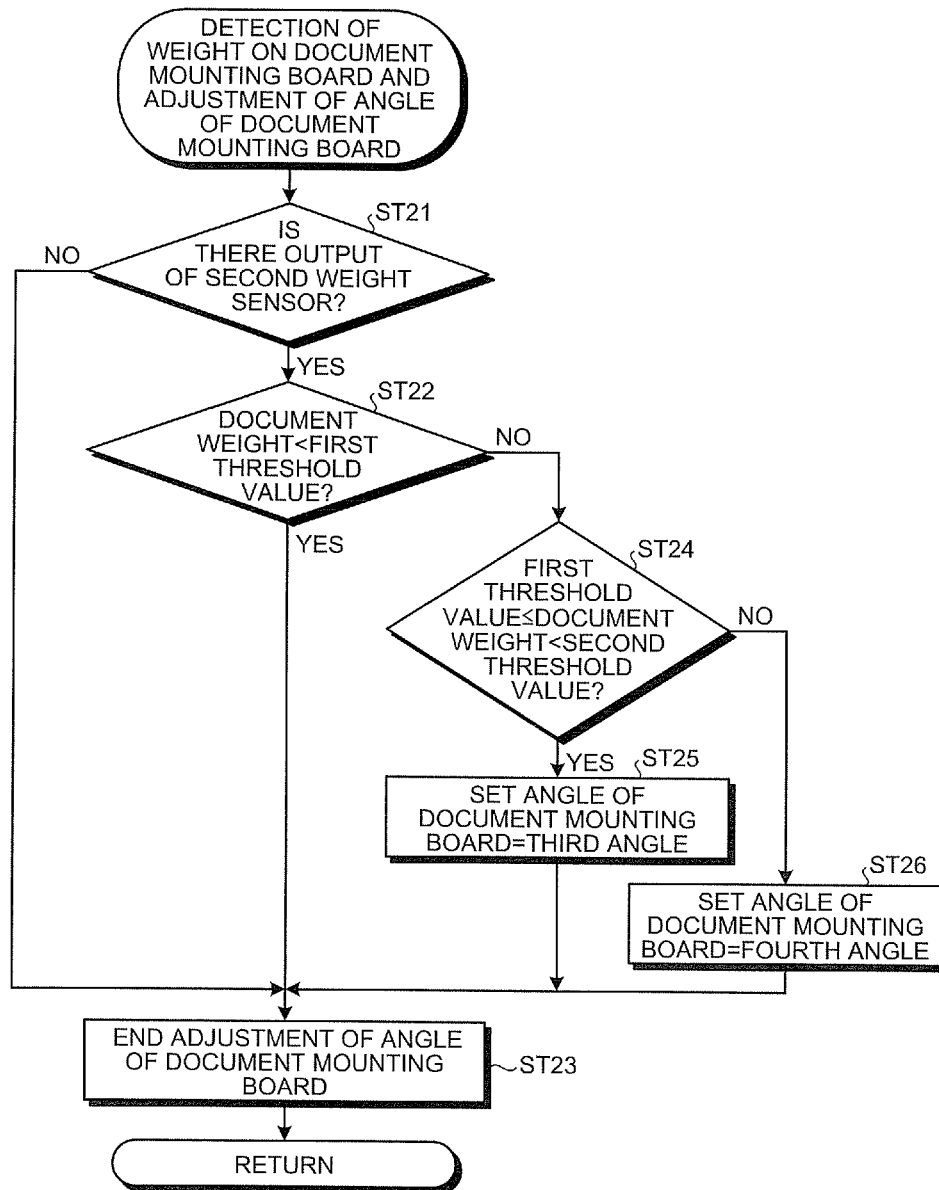 DETECTION OF
WEIGHT ON DOCUMENT
MOUNTING BOARD AND
ADJUSTMENT OF ANGLE
OF DOCUMENT
MOUNTING BOARD
ST21
IS
THERE OUTPUT
OF SECOND WEIGHT
SENSOR?
NO
YES
ST22
DOCUMENT
WEIGHT<FIRST
THRESHOLD
VALUE?
NO
YES
ST24
FIRST
THRESHOLD
VALUE≤DOCUMENT
WEIGHT<SECOND
THRESHOLD
VALUE?
NO
YES
ST25
SET ANGLE OF
DOCUMENT MOUNTING
BOARD=THIRD ANGLE
ST26
SET ANGLE OF
DOCUMENT MOUNTING
BOARD=FOURTH ANGLE
END ADJUSTMENT OF ANGLE
OF DOCUMENT MOUNTING
BOARD
ST23
RETURN